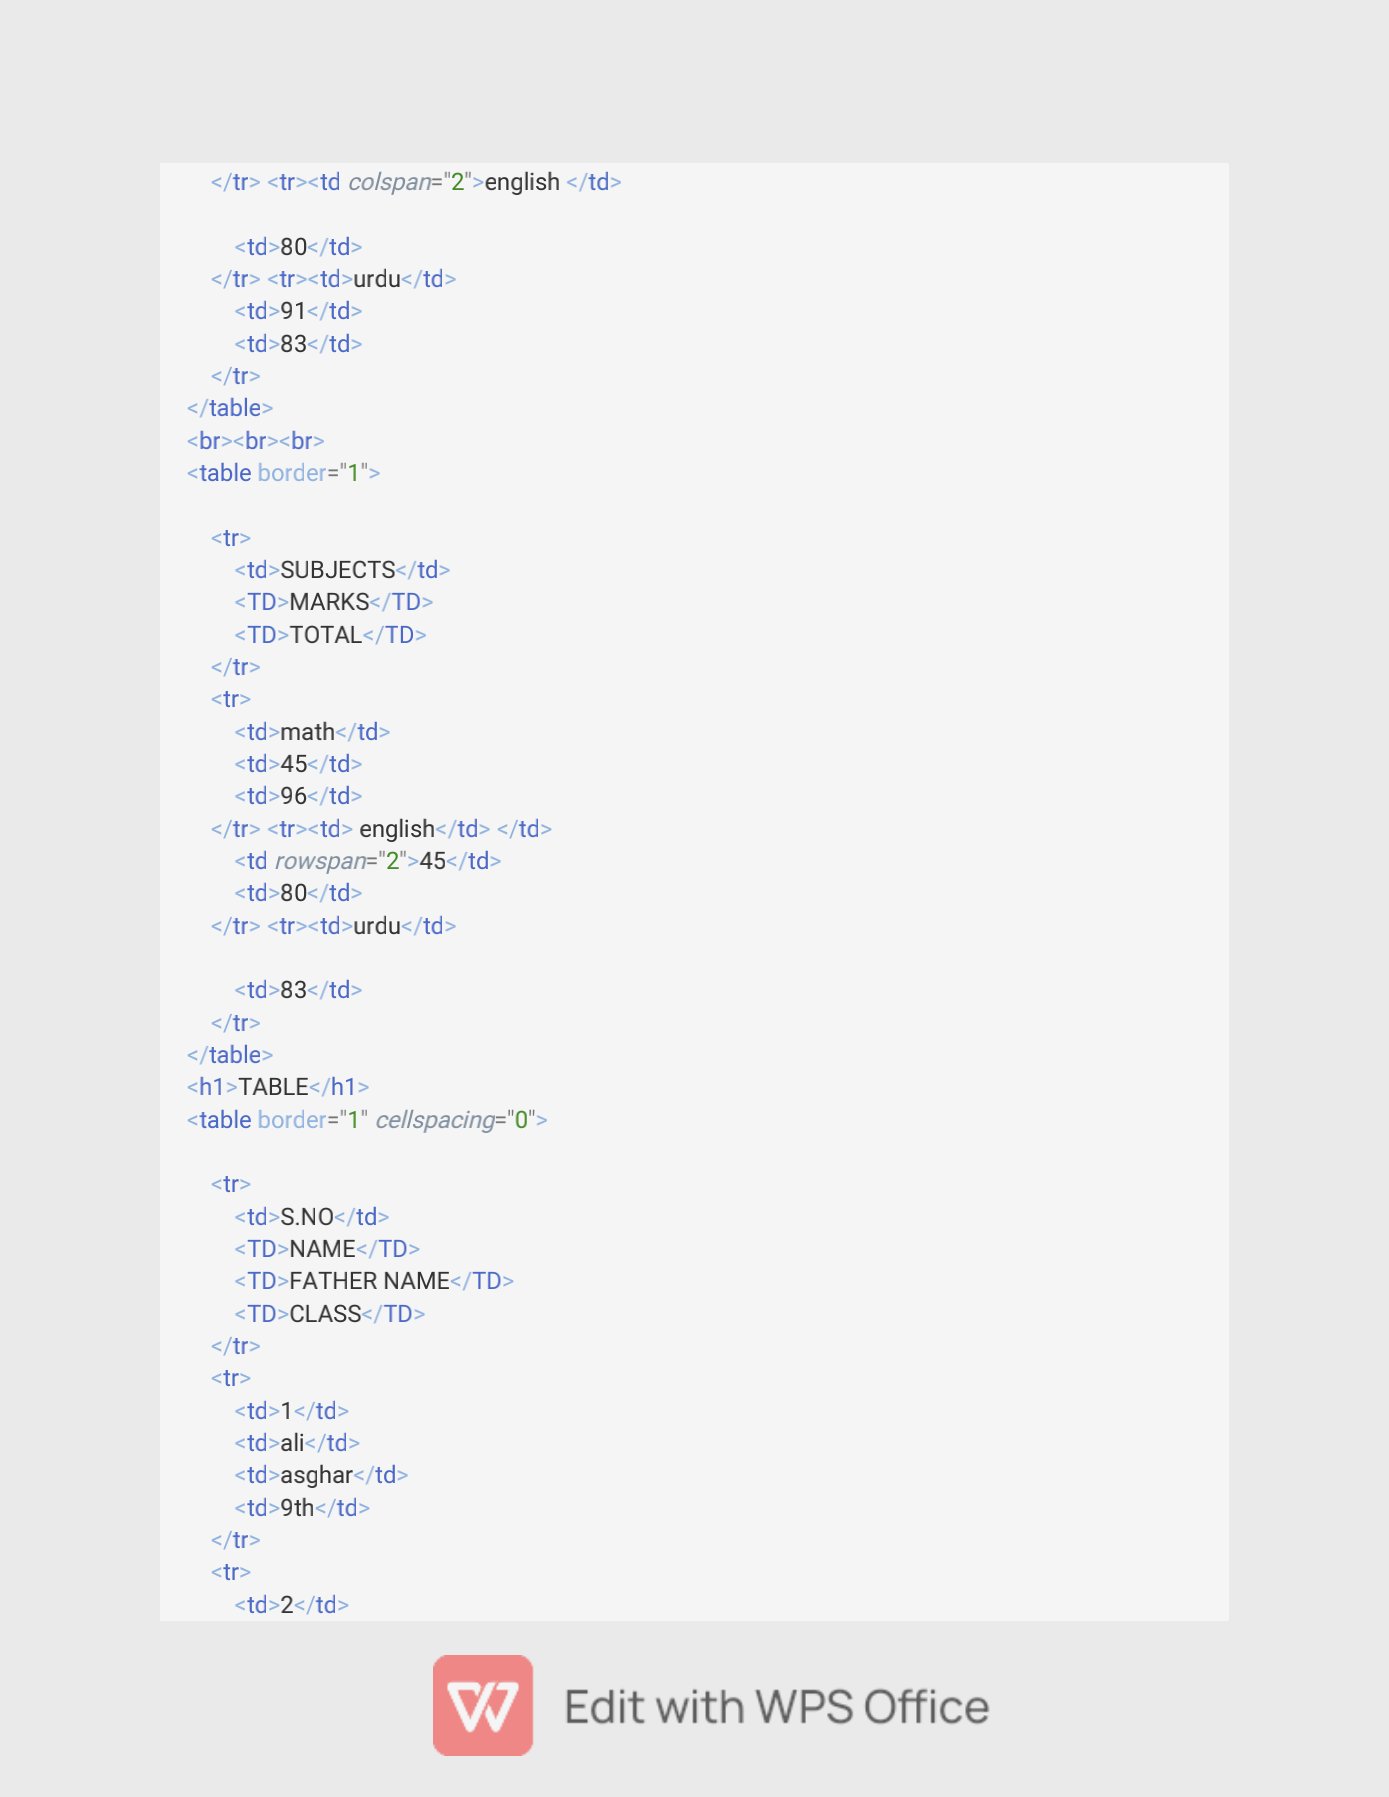 </tr> <tr><td colspan="2">english </td>
<td>80</td>
</tr> <tr><td>urdu</td>
<td>91</td>
<td>83</td>
</tr>
</table>
<br><br><br>
<table border="1">
<tr>
<td>SUBJECTS</td>
<TD>MARKS</TD>
<TD>TOTAL</TD>
</tr>
<tr>
<td>math</td>
<td>45</td>
<td>96</td>
</tr> <tr><td> english</td> </td>
<td rowspan="2">45</td>
<td>80</td>
</tr> <tr><td>urdu</td>
<td>83</td>
</tr>
</table>
<h1>TABLE</h1>
<table border="1" cellspacing="0">
<tr>
<td>S.NO</td>
<TD>NAME</TD>
<TD>FATHER NAME</TD>
<TD>CLASS</TD>
</tr>
<tr>
<td>1</td>
<td>ali</td>
<td>asghar</td>
<td>9th</td>
</tr>
<tr>
<td>2</td>
Edit with WPS Office